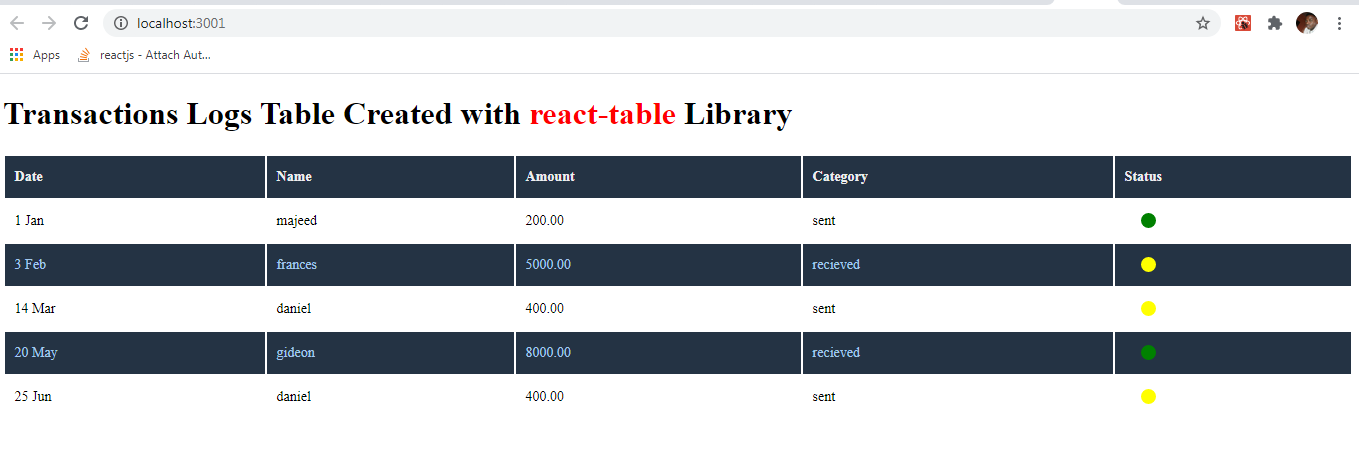 localhost:3001
Apps reactjs - Attach Aut...
Transactions Logs Table Created with react-table Library
Date Name Amount Category Status
1 Jan majeed 200.00 sent
3 Feb frances 5000.00 recieved
14 Mar daniel 400.00 sent
20 May gideon 8000.00 recieved
25 Jun daniel 400.00 sent